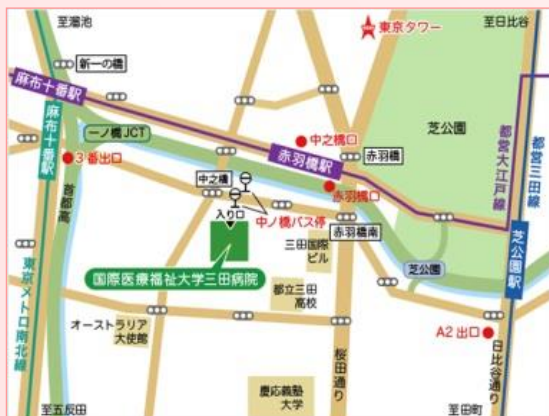 至溜池
東京タワー
至日比谷
新一の橋
麻布十番駅
麻布十番駅
一ノ橋JCT
3番出口
首都高
中之橋口
赤羽橋駅
赤羽橋
芝公園
都営大江戸線
都営三田線
中之橋
入り口
中ノ橋バス停
赤羽橋口
赤羽橋南
三田国際
ビル
芝公園
芝公園駅
国際医療福祉大学三田病院
都立三田
高校
東京メトロ南北線
オーストラリア
大使館
A2出口
桜田通り
日比谷通り
慶応義塾
大学
至五反田
至田町